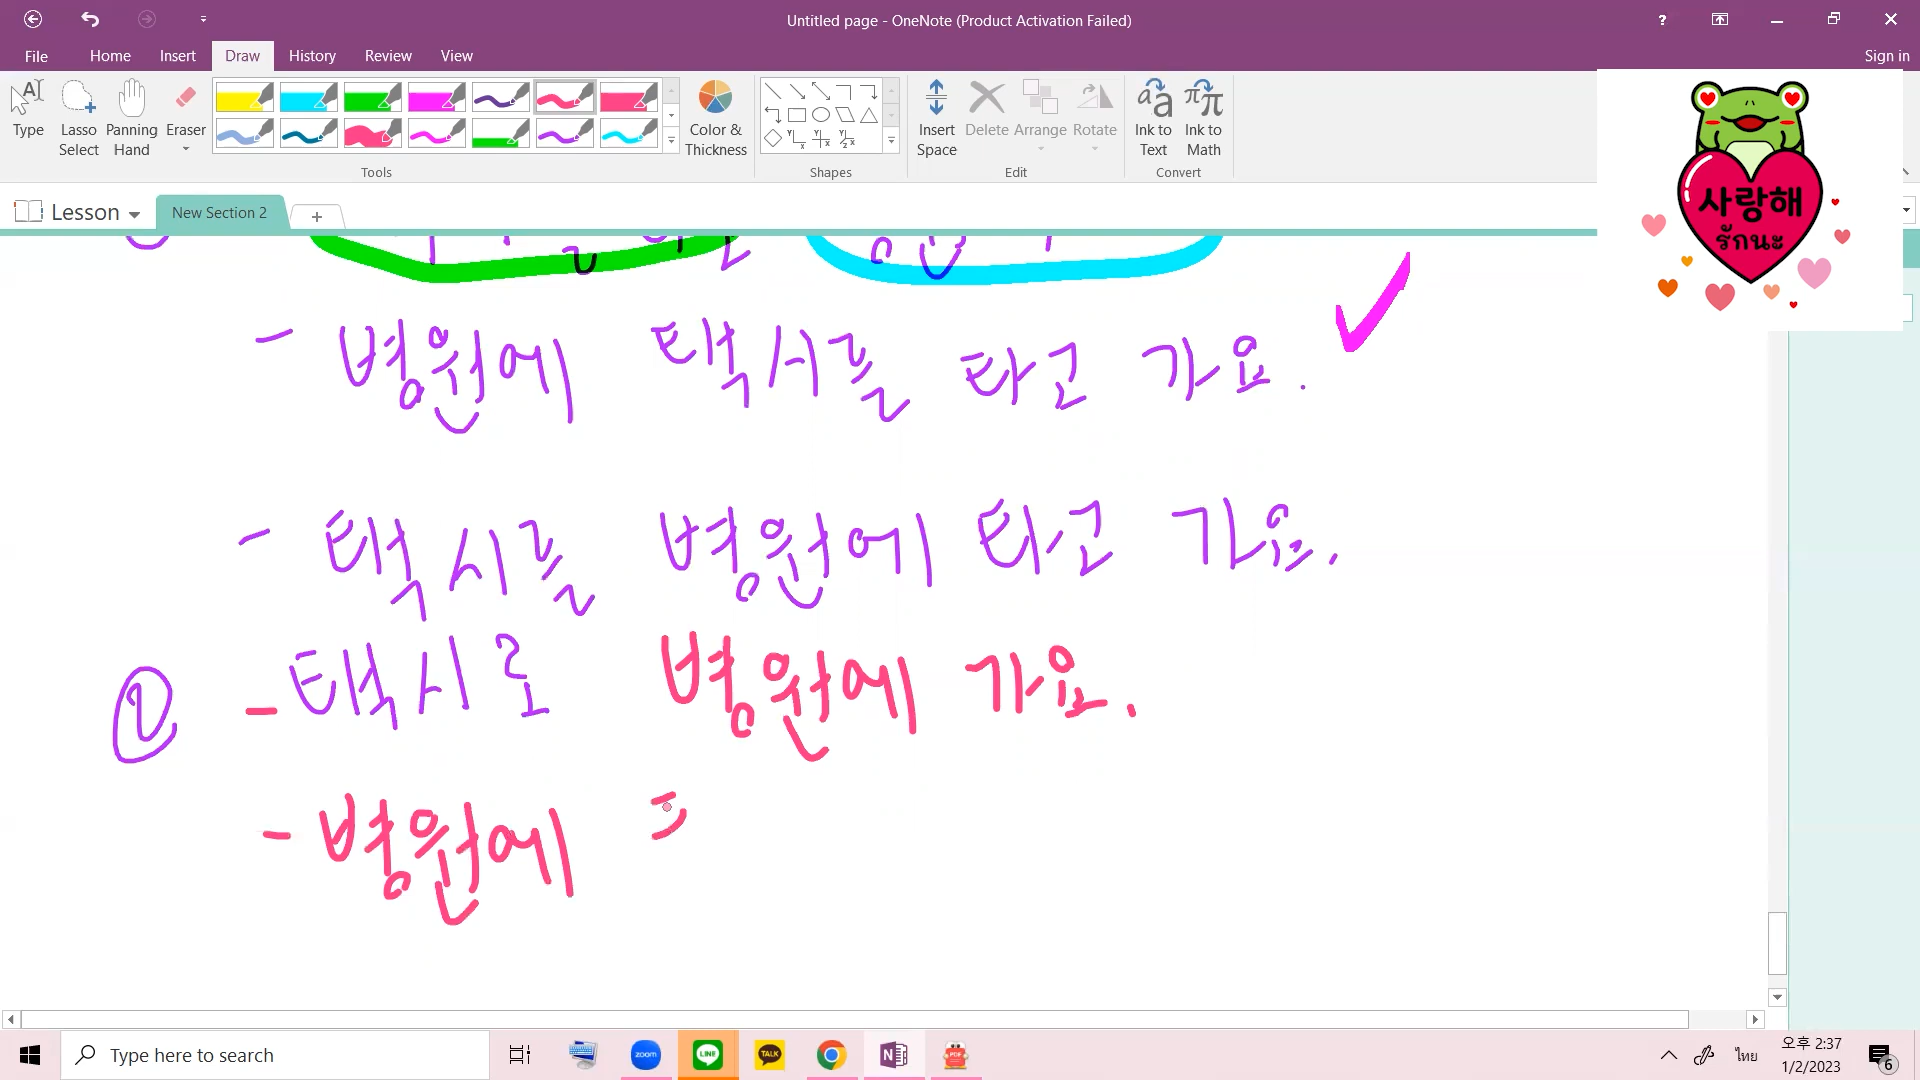 Untitled page - OneNote (Product Activation Failed)
File Home Insert Draw History Review View Sign in
Type Lasso Select Panning Hand Eraser Color & Thickness Insert Space Delete Arrange Rotate Ink to Text Ink to Math
Tools Shapes Edit Convert
Lesson New Section 2
사랑해
รักนะ
- 병원에 택시를 타고 가요.
- 택시를 병원에 타고 가요.
② - 택시로 병원에 가요.
- 병원에
Type here to search zoom LINE TALK N PDF ไทย 오후 2:37
1/2/2023 6